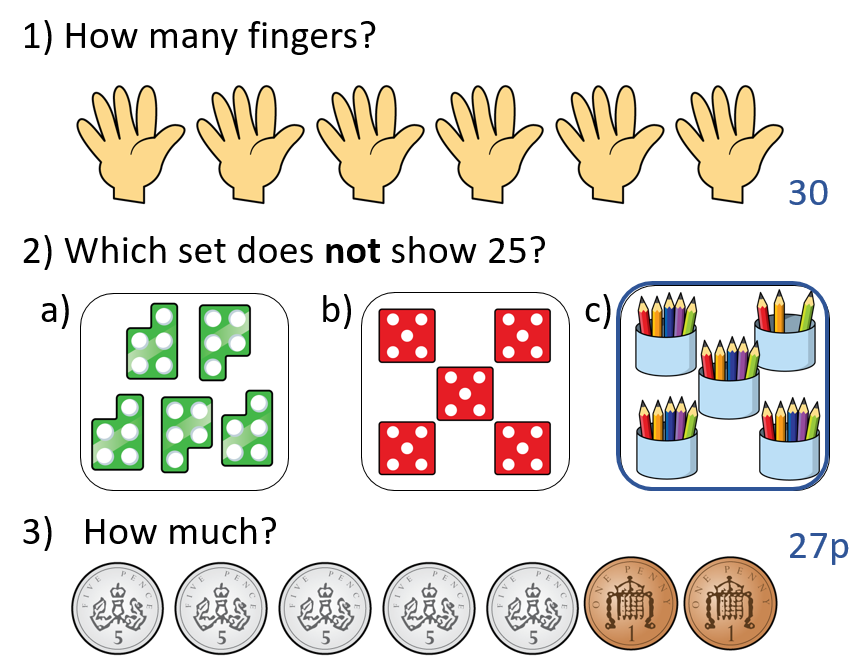 1) How many fingers?
30
2) Which set does not show 25?
a) b) c)
3) How much?
27p
FIVE PENCE 5 FIVE PENCE 5 FIVE PENCE 5 FIVE PENCE 5 FIVE PENCE 5 ONE PENNY 1 ONE PENNY 1